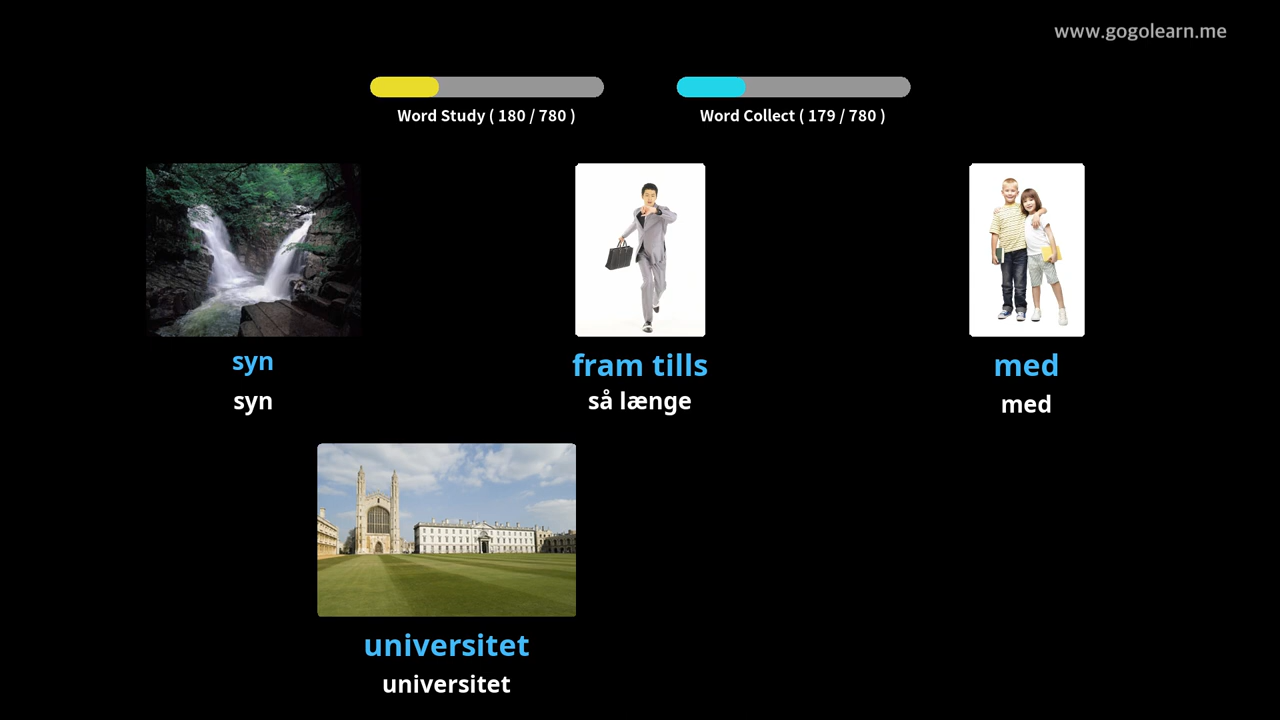 www.gogolearn.me
Word Study ( 180 / 780 )
Word Collect ( 179 / 780 )
syn
syn
fram tills
så længe
med
med
universitet
universitet